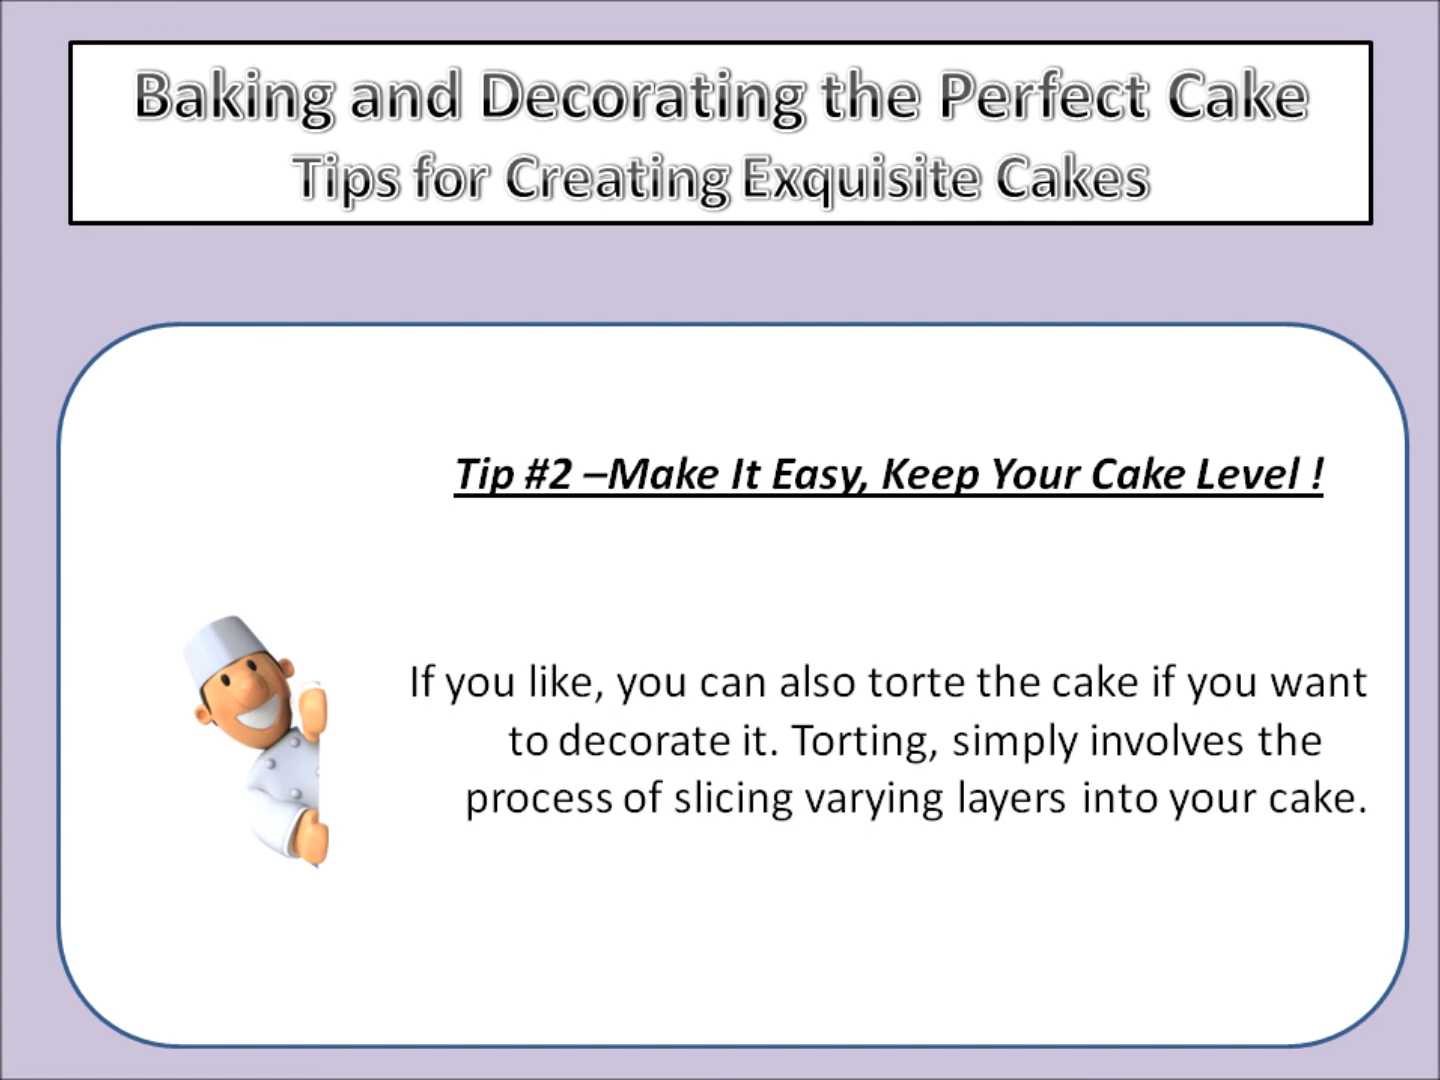 Baking and Decorating the Perfect Cake
Tips for Creating Exquisite Cakes
Tip #2 –Make It Easy, Keep Your Cake Level !
If you like, you can also torte the cake if you want
to decorate it. Torting, simply involves the
process of slicing varying layers into your cake.